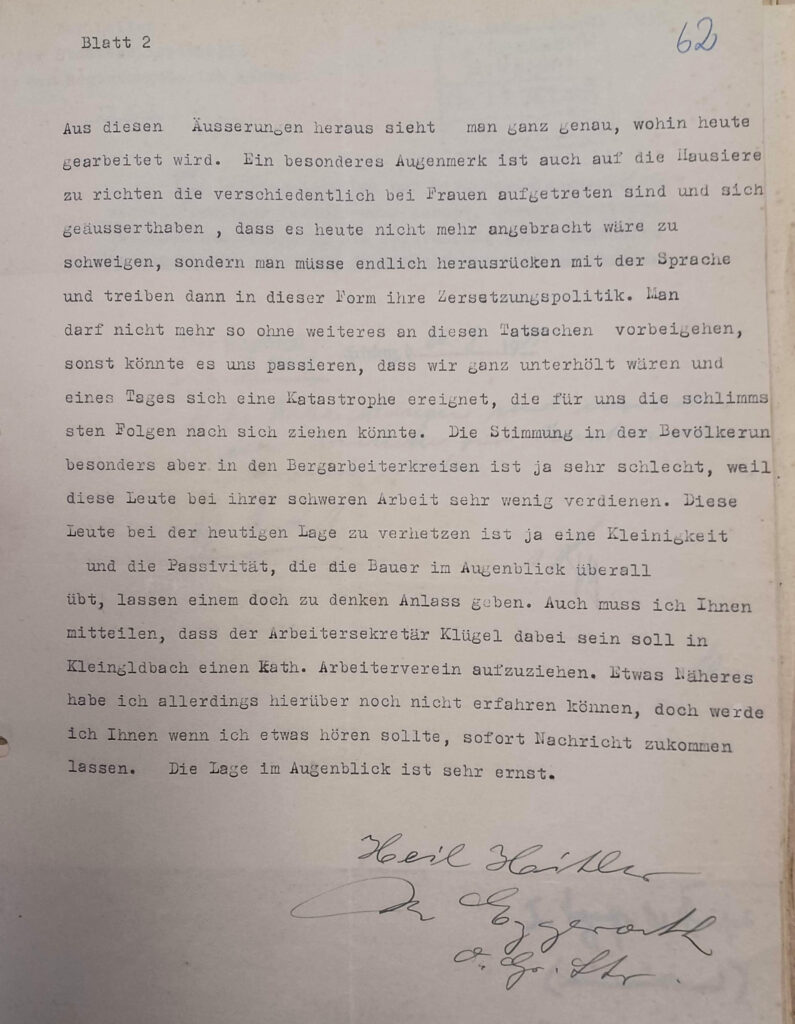 Blatt 2
62
Aus diesen Äusserungen heraus sieht man ganz genau, wohin heute
gearbeitet wird. Ein besonderes Augenmerk ist auch auf die Hausiere
zu richten die verschiedentlich bei Frauen aufgetreten sind und sich
geäusserthaben , dass es heute nicht mehr angebracht wäre zu
schweigen, sondern man müsse endlich herausrücken mit der Sprache
und treiben dann in dieser Form ihre Zersetzungspolitik. Man
darf nicht mehr so ohne weiteres an diesen Tatsachen vorbeigehen,
sonst könnte es uns passieren, dass wir ganz unterhölt wären und
eines Tages sich eine Katastrophe ereignet, die für uns die schlimms
sten Folgen nach sich ziehen könnte. Die Stimmung in der Bevölkerun
besonders aber in den Bergarbeiterkreisen ist ja sehr schlecht, weil
diese Leute bei ihrer schweren Arbeit sehr wenig verdienen. Diese
Leute bei der heutigen Lage zu verhetzen ist ja eine Kleinigkeit
und die Passivität, die die Bauer im Augenblick überall
übt, lassen einem doch zu denken Anlass geben. Auch muss ich Ihnen
mitteilen, dass der Arbeitersekretär Klügel dabei sein soll in
Kleingldbach einen kath. Arbeiterverein aufzuziehen. Etwas Näheres
habe ich allerdings hierüber noch nicht erfahren können, doch werde
ich Ihnen wenn ich etwas hören sollte, sofort Nachricht zukommen
lassen. Die Lage im Augenblick ist sehr ernst.
Heil Haitler
Eggerath